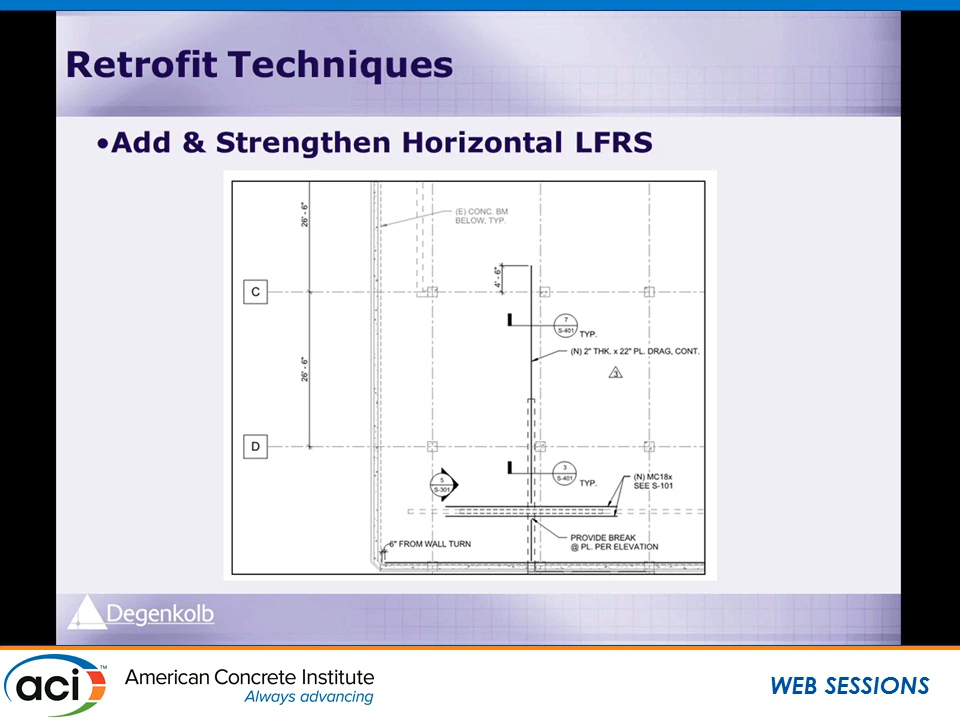 Retrofit Techniques
•Add & Strengthen Horizontal LFRS
26' - 6"
(E) CONC. BM
BELOW, TYP.
4' - 6"
C
7
S-401
TYP.
(N) 2" THK. x 22" PL. DRAG, CONT.
3
26' - 6"
D
5
S-301
3
S-401
TYP.
(N) MC18x
SEE S-101
6" FROM WALL TURN
PROVIDE BREAK
@ PL. PER ELEVATION
Degenkolb
aci™
American Concrete Institute
Always advancing
WEB SESSIONS